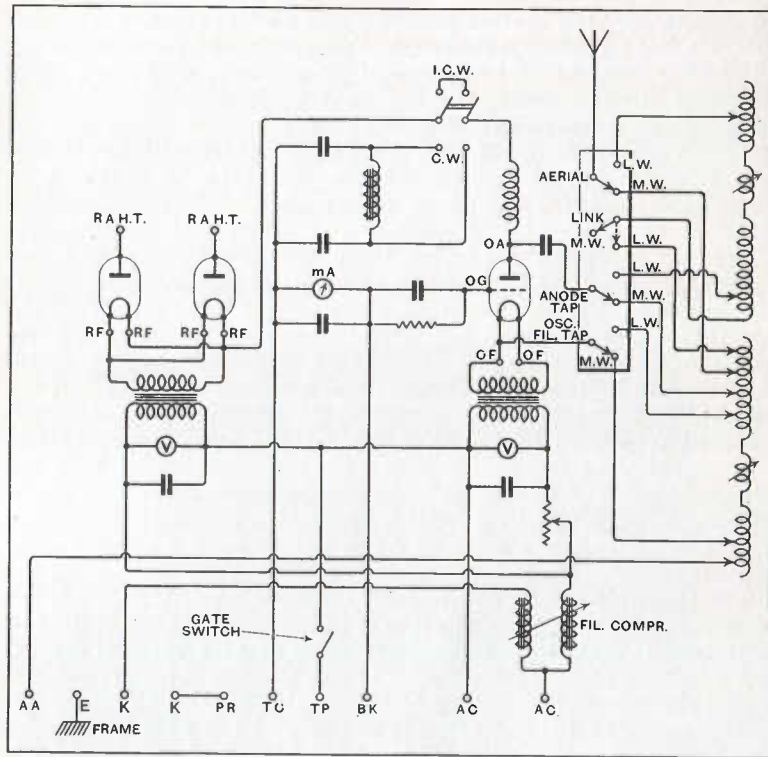 I.C.W.
C.W.
L.W.
AERIAL
M.W.
RA H.T. RA H.T.
LINK
M.W. L.W.
OA
L.W.
mA
OG
ANODE TAP
M.W.
RF RF RF RF
OSC. FIL. TAP
L.W.
OF OF
M.W.
V V
GATE SWITCH
FIL. COMPR.
AA E K K PR TC TP BK AC AC
FRAME